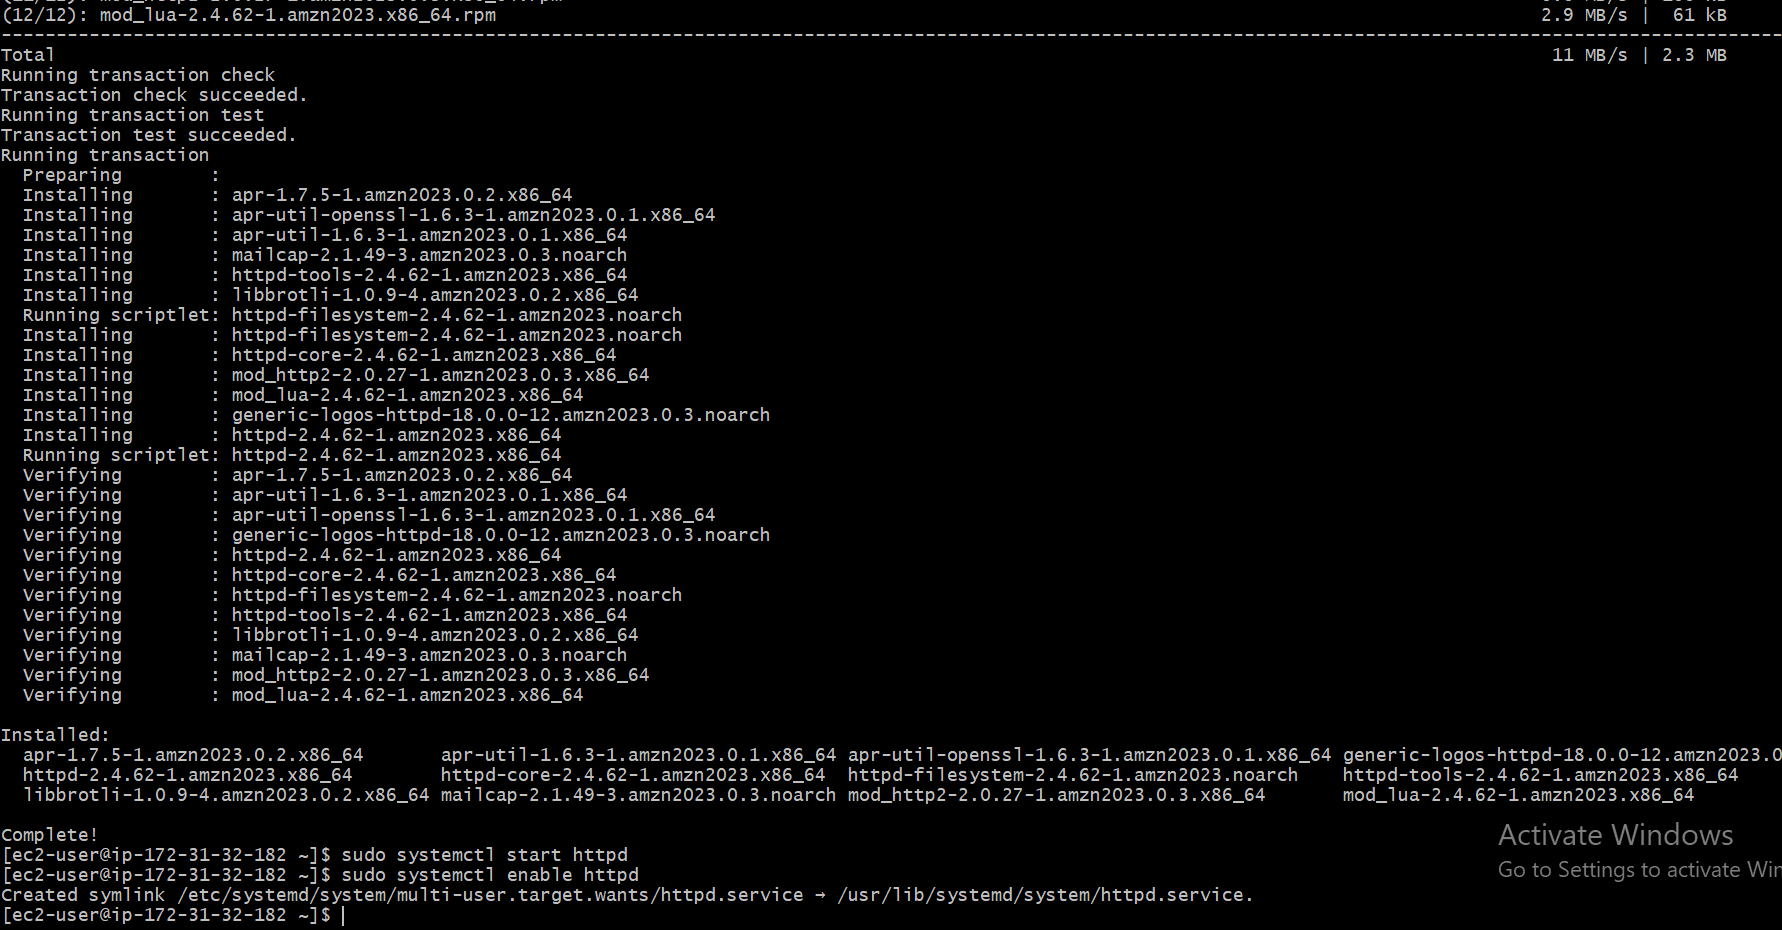 (12/12): mod_lua-2.4.62-1.amzn2023.x86_64.rpm 2.9 MB/s | 61 kB
--------------------------------------------------------------------------------------------------------------------------------------------------------------------
Total 11 MB/s | 2.3 MB
Running transaction check
Transaction check succeeded.
Running transaction test
Transaction test succeeded.
Running transaction
  Preparing        :
  Installing       : apr-1.7.5-1.amzn2023.0.2.x86_64
  Installing       : apr-util-openssl-1.6.3-1.amzn2023.0.1.x86_64
  Installing       : apr-util-1.6.3-1.amzn2023.0.1.x86_64
  Installing       : mailcap-2.1.49-3.amzn2023.0.3.noarch
  Installing       : httpd-tools-2.4.62-1.amzn2023.x86_64
  Installing       : libbrotli-1.0.9-4.amzn2023.0.2.x86_64
  Running scriptlet: httpd-filesystem-2.4.62-1.amzn2023.noarch
  Installing       : httpd-filesystem-2.4.62-1.amzn2023.noarch
  Installing       : httpd-core-2.4.62-1.amzn2023.x86_64
  Installing       : mod_http2-2.0.27-1.amzn2023.0.3.x86_64
  Installing       : mod_lua-2.4.62-1.amzn2023.x86_64
  Installing       : generic-logos-httpd-18.0.0-12.amzn2023.0.3.noarch
  Installing       : httpd-2.4.62-1.amzn2023.x86_64
  Running scriptlet: httpd-2.4.62-1.amzn2023.x86_64
  Verifying        : apr-1.7.5-1.amzn2023.0.2.x86_64
  Verifying        : apr-util-1.6.3-1.amzn2023.0.1.x86_64
  Verifying        : apr-util-openssl-1.6.3-1.amzn2023.0.1.x86_64
  Verifying        : generic-logos-httpd-18.0.0-12.amzn2023.0.3.noarch
  Verifying        : httpd-2.4.62-1.amzn2023.x86_64
  Verifying        : httpd-core-2.4.62-1.amzn2023.x86_64
  Verifying        : httpd-filesystem-2.4.62-1.amzn2023.noarch
  Verifying        : httpd-tools-2.4.62-1.amzn2023.x86_64
  Verifying        : libbrotli-1.0.9-4.amzn2023.0.2.x86_64
  Verifying        : mailcap-2.1.49-3.amzn2023.0.3.noarch
  Verifying        : mod_http2-2.0.27-1.amzn2023.0.3.x86_64
  Verifying        : mod_lua-2.4.62-1.amzn2023.x86_64
Installed:
  apr-1.7.5-1.amzn2023.0.2.x86_64 apr-util-1.6.3-1.amzn2023.0.1.x86_64 apr-util-openssl-1.6.3-1.amzn2023.0.1.x86_64 generic-logos-httpd-18.0.0-12.amzn2023.0
  httpd-2.4.62-1.amzn2023.x86_64 httpd-core-2.4.62-1.amzn2023.x86_64 httpd-filesystem-2.4.62-1.amzn2023.noarch httpd-tools-2.4.62-1.amzn2023.x86_64
  libbrotli-1.0.9-4.amzn2023.0.2.x86_64 mailcap-2.1.49-3.amzn2023.0.3.noarch mod_http2-2.0.27-1.amzn2023.0.3.x86_64 mod_lua-2.4.62-1.amzn2023.x86_64
Complete!
[ec2-user@ip-172-31-32-182 ~]$ sudo systemctl start httpd
[ec2-user@ip-172-31-32-182 ~]$ sudo systemctl enable httpd
Created symlink /etc/systemd/system/multi-user.target.wants/httpd.service → /usr/lib/systemd/system/httpd.service.
[ec2-user@ip-172-31-32-182 ~]$
Activate Windows
Go to Settings to activate Win